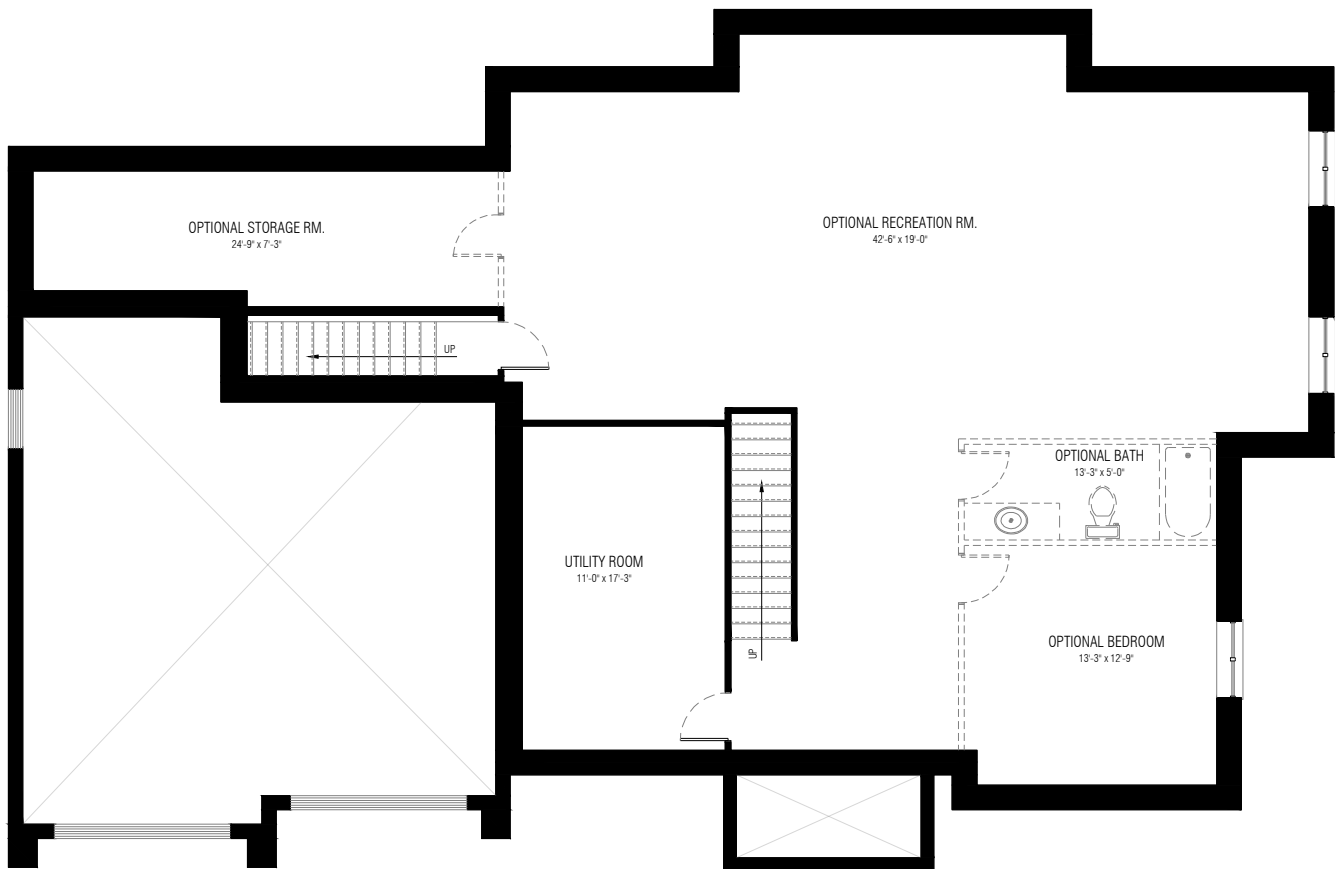 OPTIONAL STORAGE RM.
24'-9" x 7'-3"
OPTIONAL RECREATION RM.
42'-6" x 19'-0"
UP
OPTIONAL BATH
13'-3" x 5'-0"
UTILITY ROOM
11'-0" x 17'-3"
UP
OPTIONAL BEDROOM
13'-3" x 12'-9"